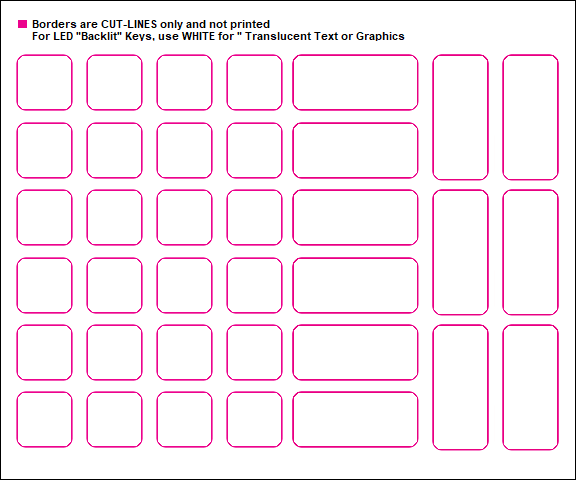 Borders are CUT-LINES only and not printed
For LED "Backlit" Keys, use WHITE for " Translucent Text or Graphics